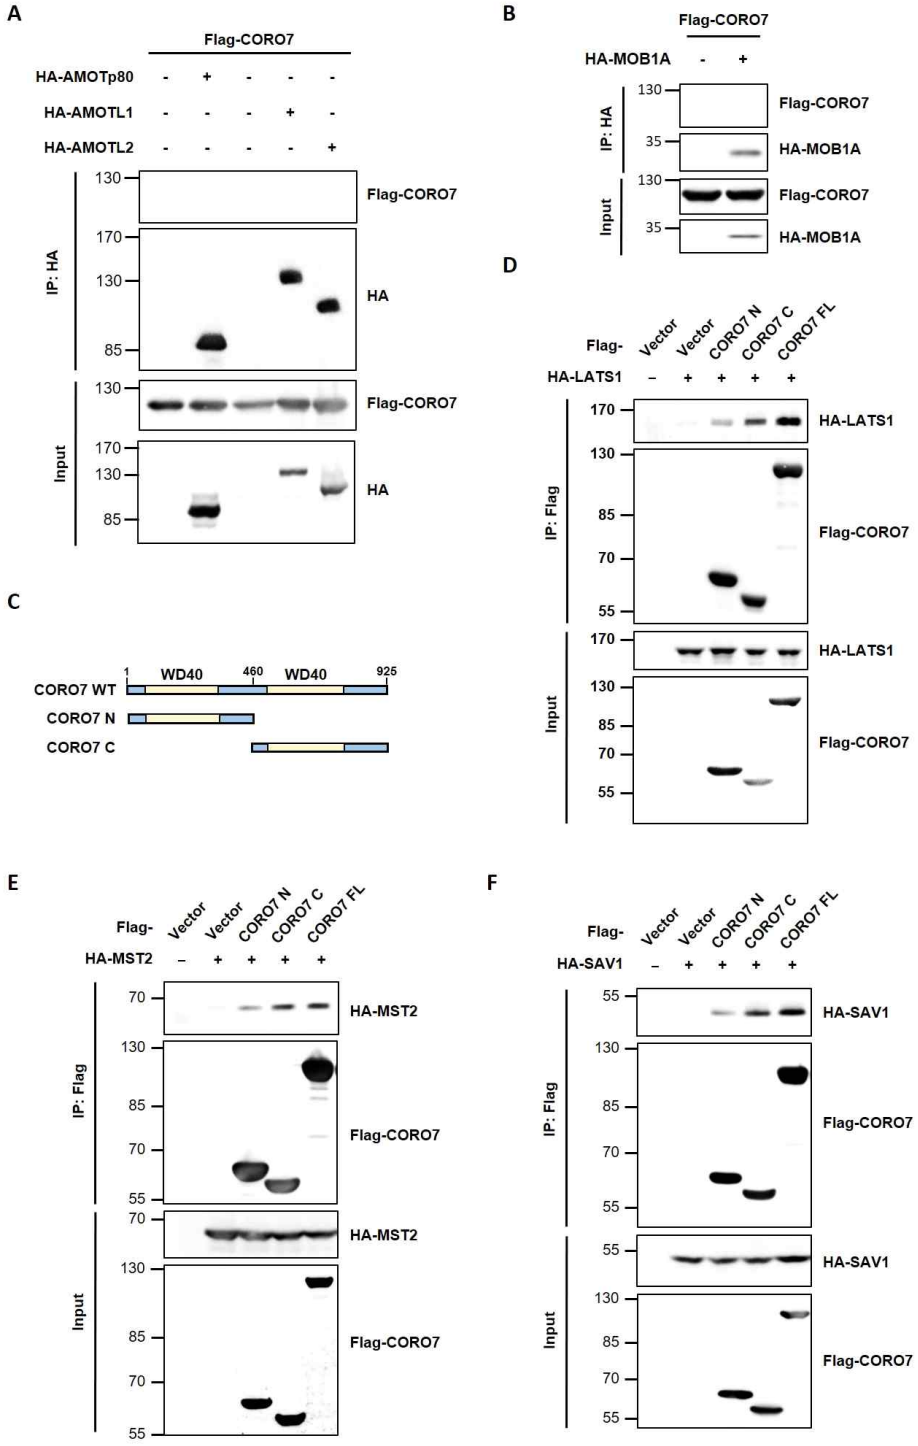 A
Flag-CORO7
HA-AMOTp80 - + - - -
HA-AMOTL1 - - - + -
HA-AMOTL2 - - - - +
IP: HA
130
Flag-CORO7
170
130
85
HA
Input
130
Flag-CORO7
170
130
85
HA
B
Flag-CORO7
HA-MOB1A - +
IP: HA
130
Flag-CORO7
35
HA-MOB1A
Input
130
Flag-CORO7
35
HA-MOB1A
C
1 WD40 460 WD40 925
CORO7 WT
CORO7 N
CORO7 C
D
Flag- Vector Vector CORO7 N CORO7 C CORO7 FL
HA-LATS1 – + + + +
IP: Flag
170
HA-LATS1
130
85
70
55
Flag-CORO7
Input
170
HA-LATS1
130
85
70
55
Flag-CORO7
E
Flag- Vector Vector CORO7 N CORO7 C CORO7 FL
HA-MST2 – + + + +
IP: Flag
70
HA-MST2
130
85
70
55
Flag-CORO7
Input
70
HA-MST2
130
85
70
55
Flag-CORO7
F
Flag- Vector Vector CORO7 N CORO7 C CORO7 FL
HA-SAV1 – + + + +
IP: Flag
55
HA-SAV1
130
85
70
55
Flag-CORO7
Input
55
HA-SAV1
130
85
70
55
Flag-CORO7